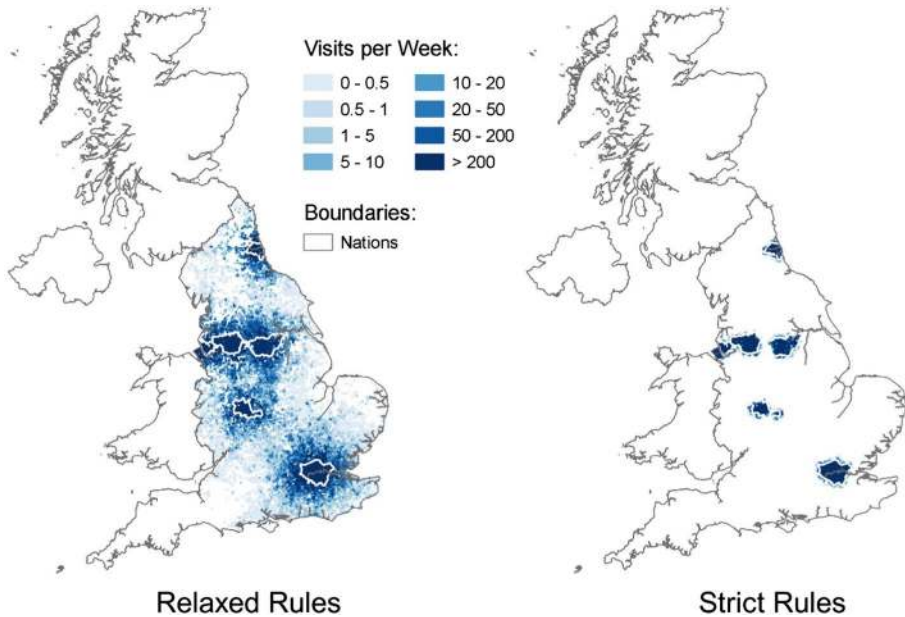 Visits per Week:
0 - 0.5
10 - 20
0.5 - 1
20 - 50
1 - 5
50 - 200
5 - 10
> 200
Boundaries:
Nations
Relaxed Rules
Strict Rules